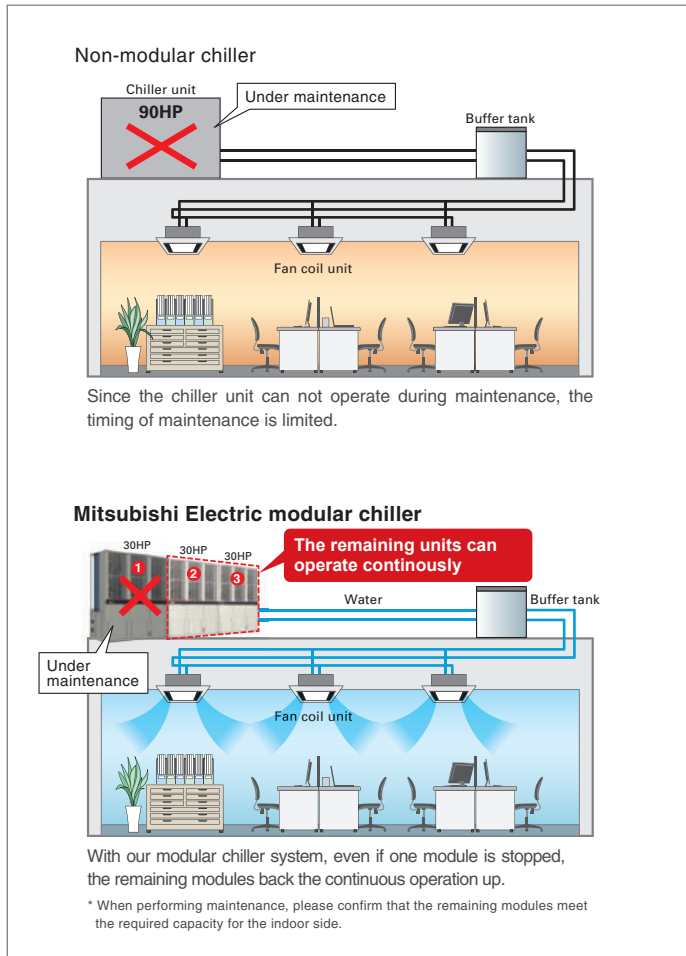 Non-modular chiller
Chiller unit
90HP
Under maintenance
Buffer tank
Fan coil unit
Since the chiller unit can not operate during maintenance, the
timing of maintenance is limited.
Mitsubishi Electric modular chiller
30HP
30HP
30HP
1
2
3
The remaining units can
operate continously
Water
Buffer tank
Under
maintenance
Fan coil unit
With our modular chiller system, even if one module is stopped,
the remaining modules back the continuous operation up.
* When performing maintenance, please confirm that the remaining modules meet
the required capacity for the indoor side.